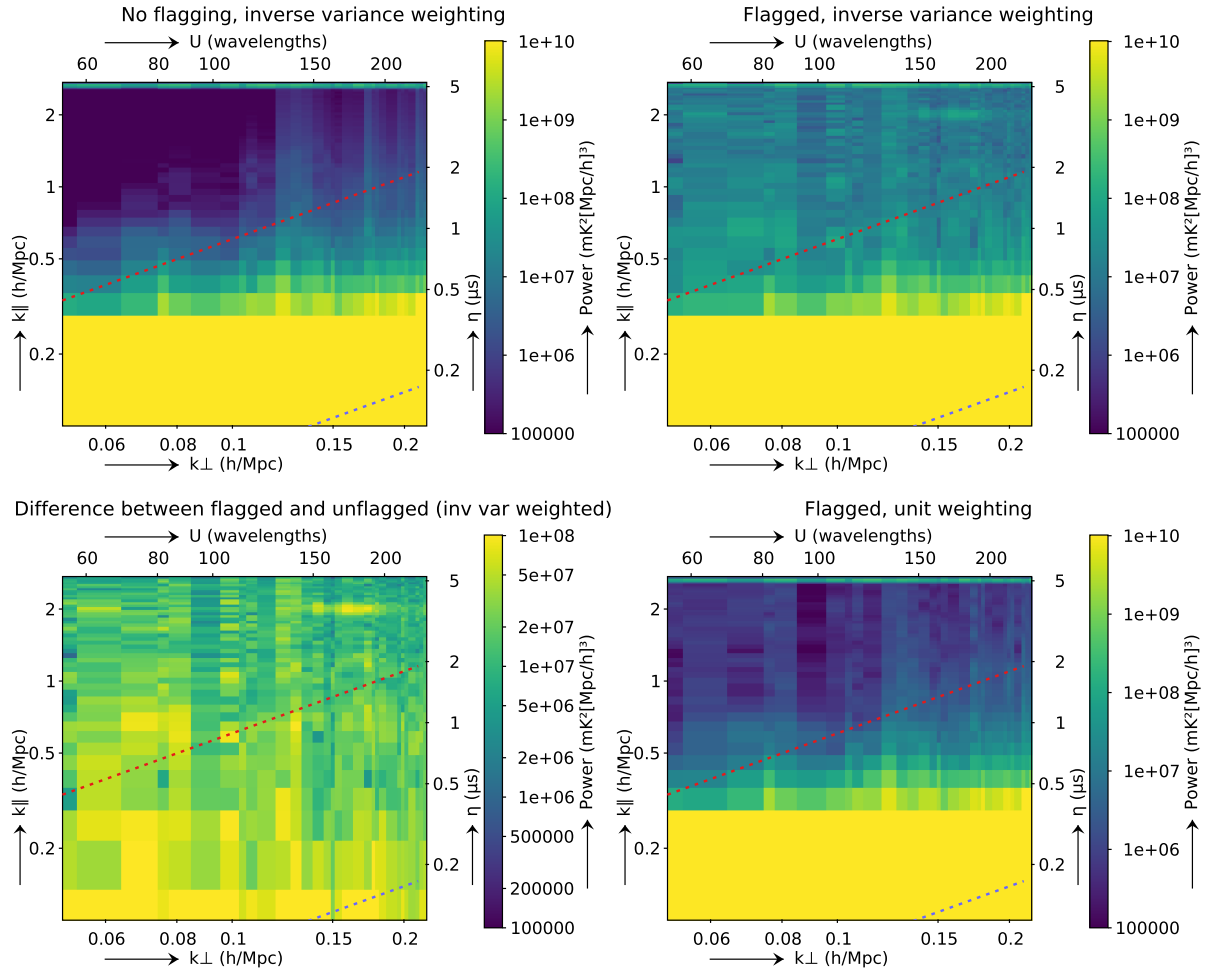 No flagging, inverse variance weighting
U (wavelengths)
60 80 100 150 200
2
1
0.5
0.2
k∥ (h/Mpc)
5
2
1
0.5
0.2
η (µs)
0.06 0.08 0.1 0.15 0.2
k⊥ (h/Mpc)
1e+10
1e+09
1e+08
1e+07
1e+06
100000
Power (mK²[Mpc/h]³)
Flagged, inverse variance weighting
U (wavelengths)
60 80 100 150 200
2
1
0.5
0.2
k∥ (h/Mpc)
5
2
1
0.5
0.2
η (µs)
0.06 0.08 0.1 0.15 0.2
k⊥ (h/Mpc)
1e+10
1e+09
1e+08
1e+07
1e+06
100000
Power (mK²[Mpc/h]³)
Difference between flagged and unflagged (inv var weighted)
U (wavelengths)
60 80 100 150 200
2
1
0.5
0.2
k∥ (h/Mpc)
5
2
1
0.5
0.2
η (µs)
0.06 0.08 0.1 0.15 0.2
k⊥ (h/Mpc)
1e+08
5e+07
2e+07
1e+07
5e+06
2e+06
1e+06
500000
200000
100000
Power (mK²[Mpc/h]³)
Flagged, unit weighting
U (wavelengths)
60 80 100 150 200
2
1
0.5
0.2
k∥ (h/Mpc)
5
2
1
0.5
0.2
η (µs)
0.06 0.08 0.1 0.15 0.2
k⊥ (h/Mpc)
1e+10
1e+09
1e+08
1e+07
1e+06
100000
Power (mK²[Mpc/h]³)